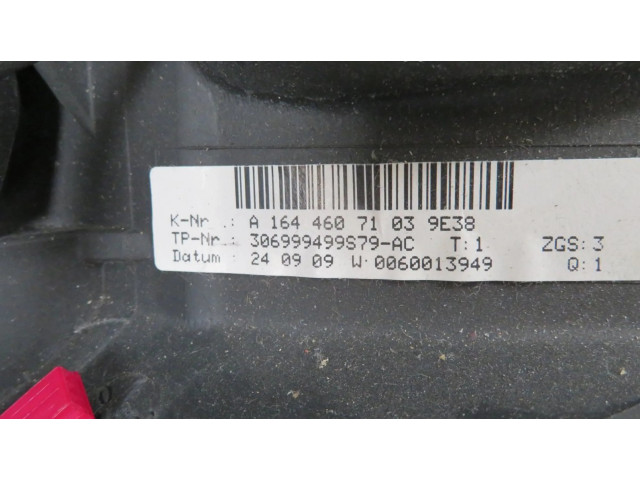 K-Nr. .: A 164 460 71 03 9E38
TP-Nr.: 306999499S79-AC T:1 ZGS:3
Datum : 24 09 09 W:0060013949 Q:1